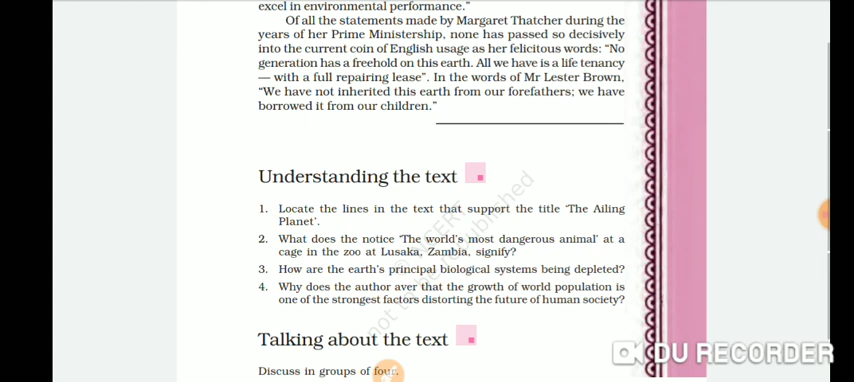 excel in environmental performance.”
Of all the statements made by Margaret Thatcher during the
years of her Prime Ministership, none has passed so decisively
into the current coin of English usage as her felicitous words: “No
generation has a freehold on this earth. All we have is a life tenancy
— with a full repairing lease”. In the words of Mr Lester Brown,
“We have not inherited this earth from our forefathers; we have
borrowed it from our children.”
Understanding the text
1. Locate the lines in the text that support the title ‘The Ailing
Planet’.
2. What does the notice ‘The world’s most dangerous animal’ at a
cage in the zoo at Lusaka, Zambia, signify?
3. How are the earth’s principal biological systems being depleted?
4. Why does the author aver that the growth of world population is
one of the strongest factors distorting the future of human society?
Talking about the text
Discuss in groups of four.
not to be republished
DU RECORDER